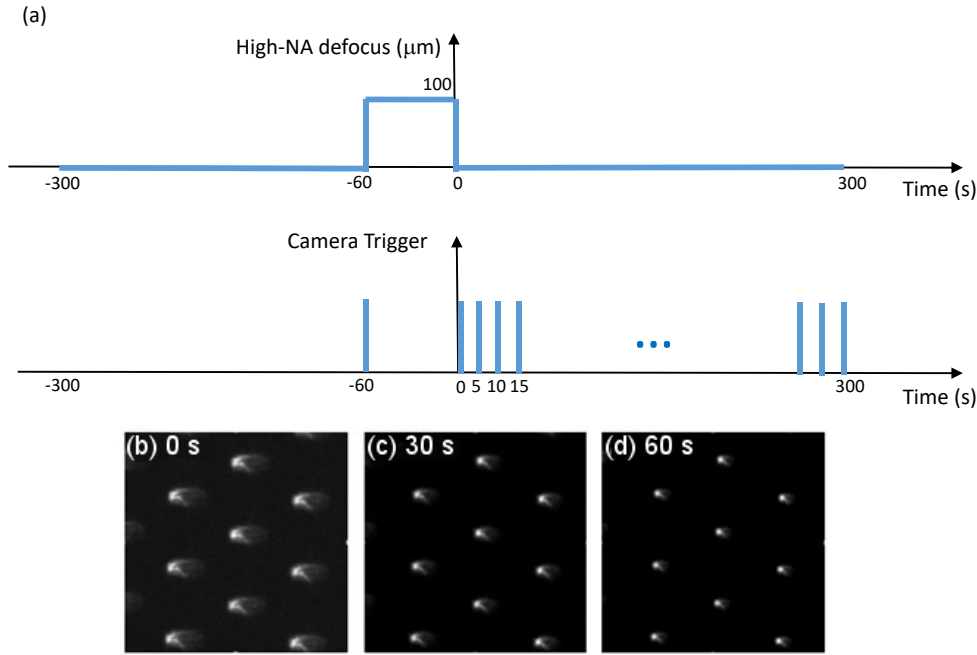 (a)
High-NA defocus (μm)
100
-300
-60
0
300
Time (s)
Camera Trigger
-300
-60
0 5 10 15
300
Time (s)
(b) 0 s
(c) 30 s
(d) 60 s